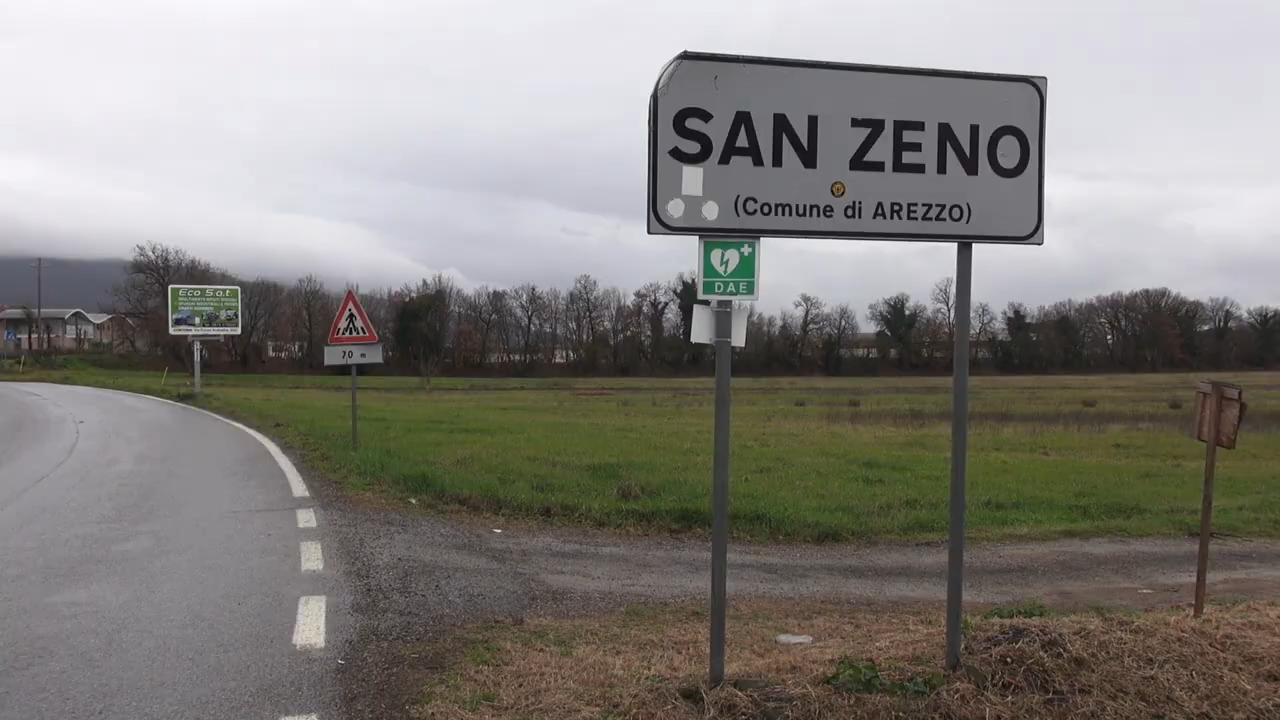 SAN ZENO
(Comune di AREZZO)
DAE
Eco S.a.t.
70 m